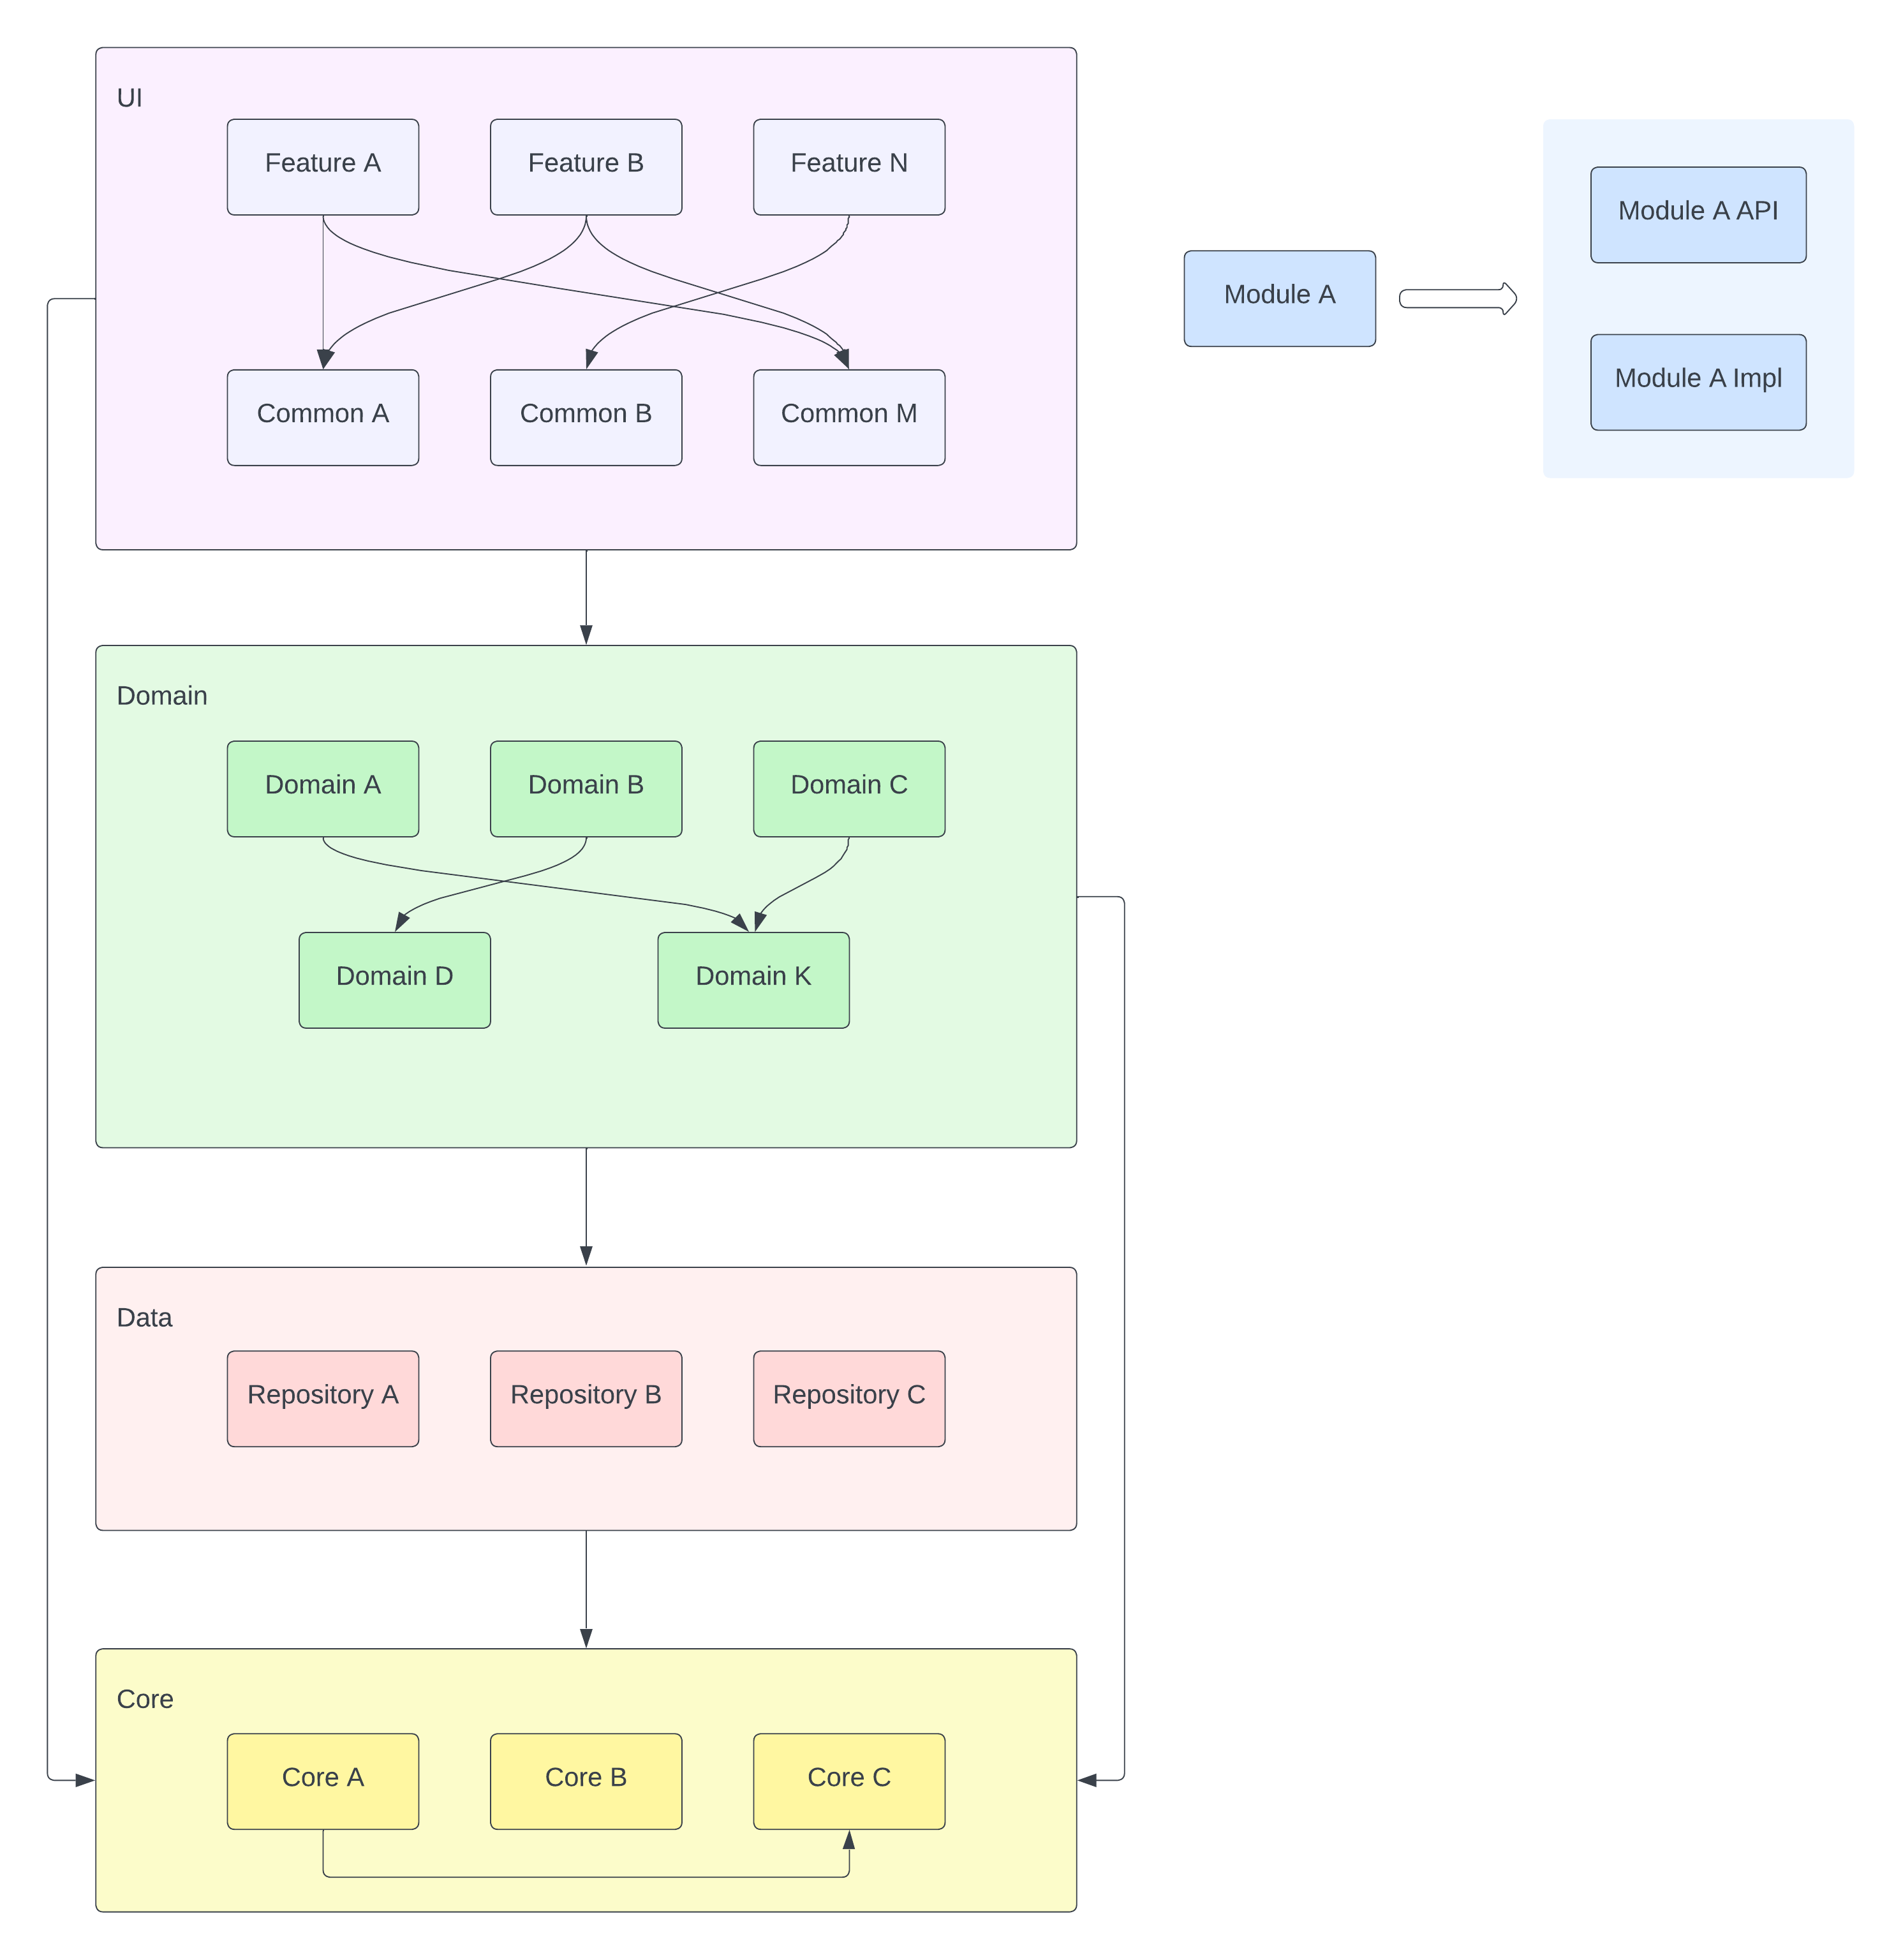 UI
Feature A
Feature B
Feature N
Common A
Common B
Common M
Module A
Module A API
Module A Impl
Domain
Domain A
Domain B
Domain C
Domain D
Domain K
Data
Repository A
Repository B
Repository C
Core
Core A
Core B
Core C